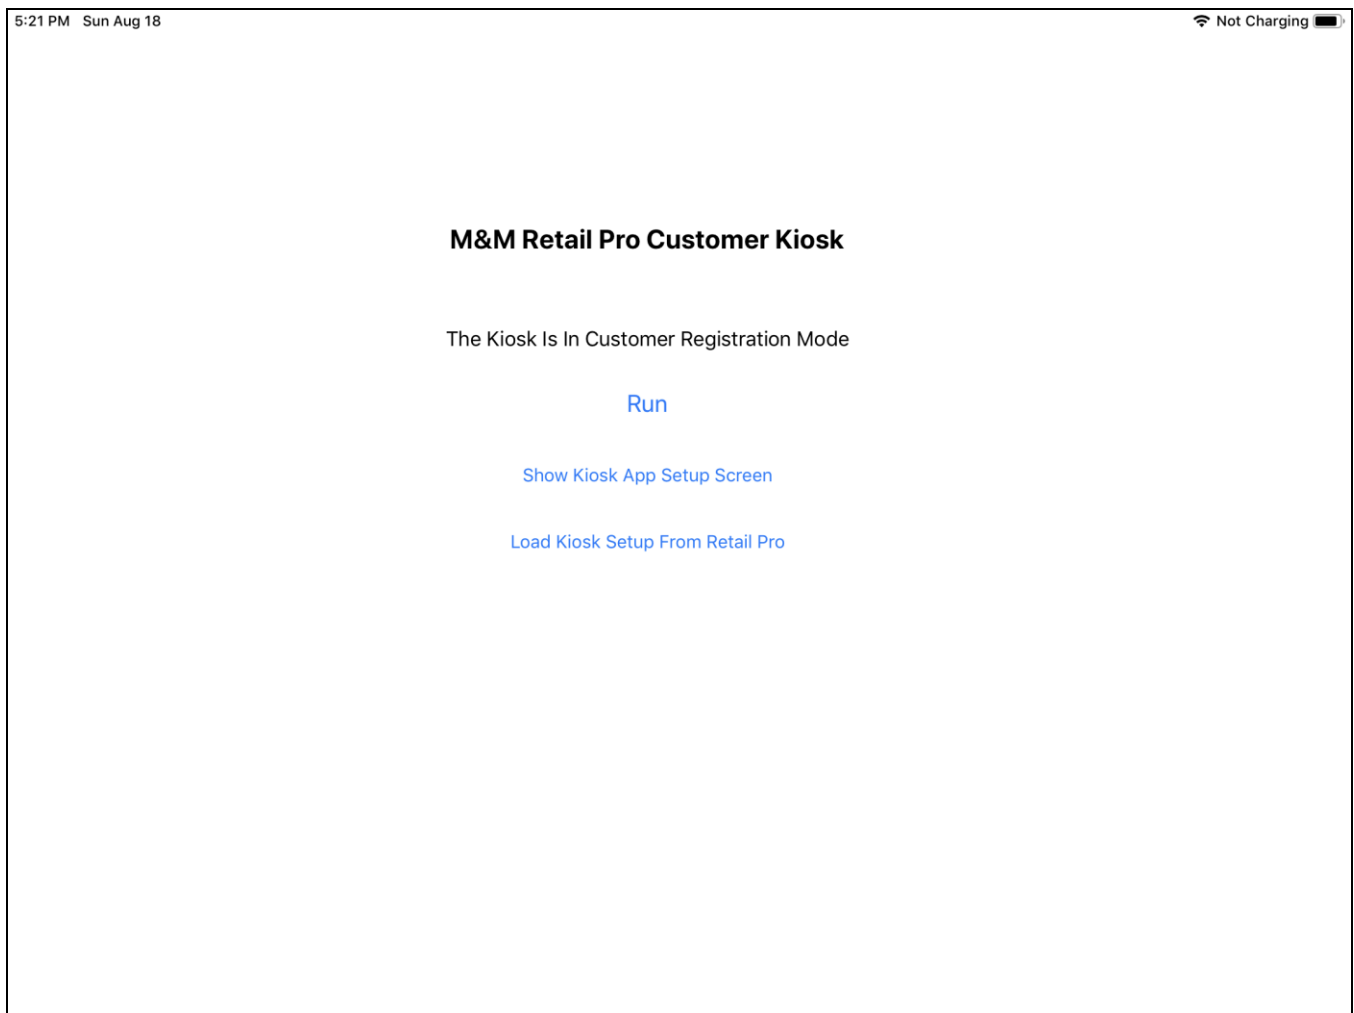 5:21 PM Sun Aug 18 Not Charging
M&M Retail Pro Customer Kiosk
The Kiosk Is In Customer Registration Mode
Run
Show Kiosk App Setup Screen
Load Kiosk Setup From Retail Pro